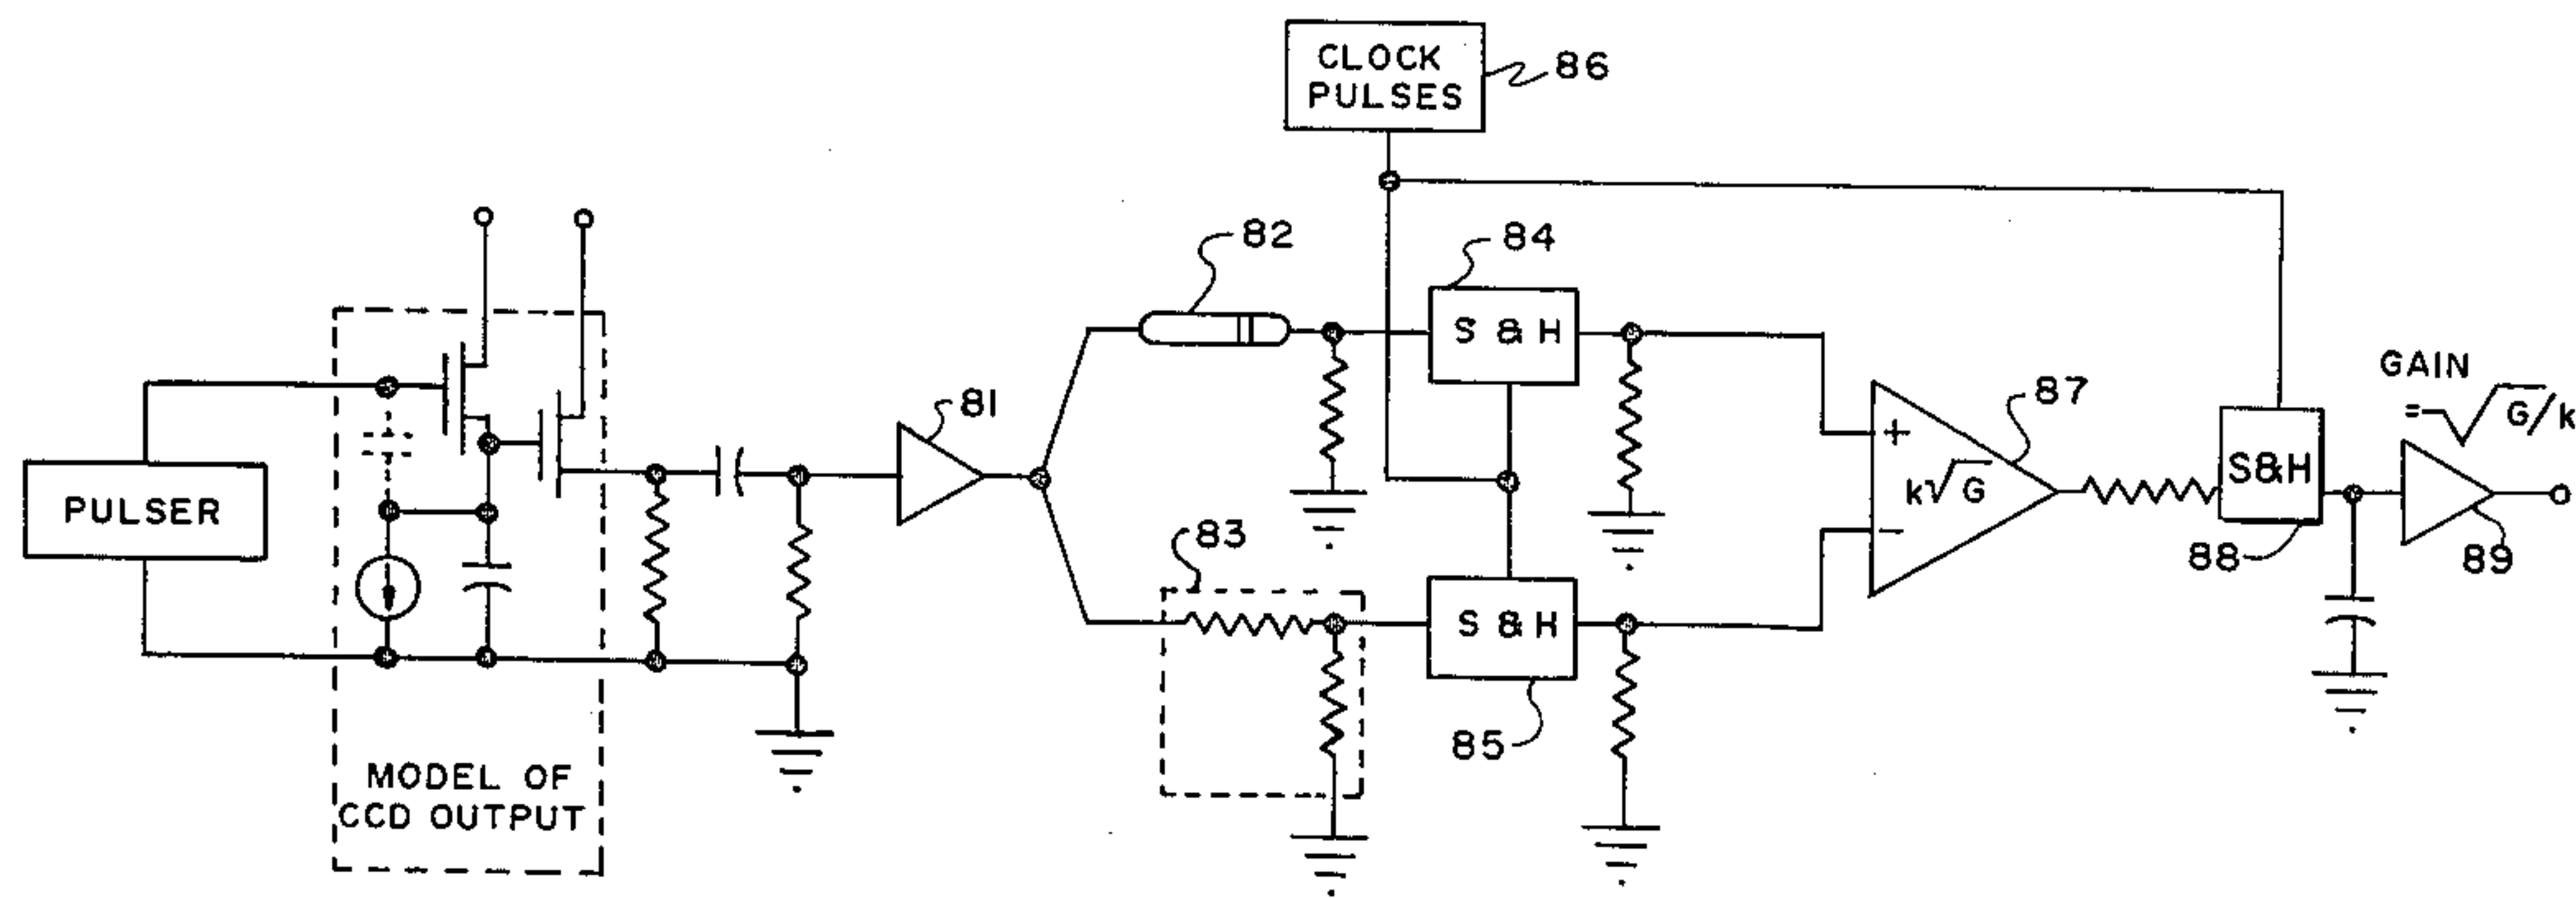 CLOCK
PULSES
86
82
84
GAIN
=√G/k
81
87
+
k√G
−
S & H
S&H
PULSER
83
88
89
S & H
85
MODEL OF
CCD OUTPUT